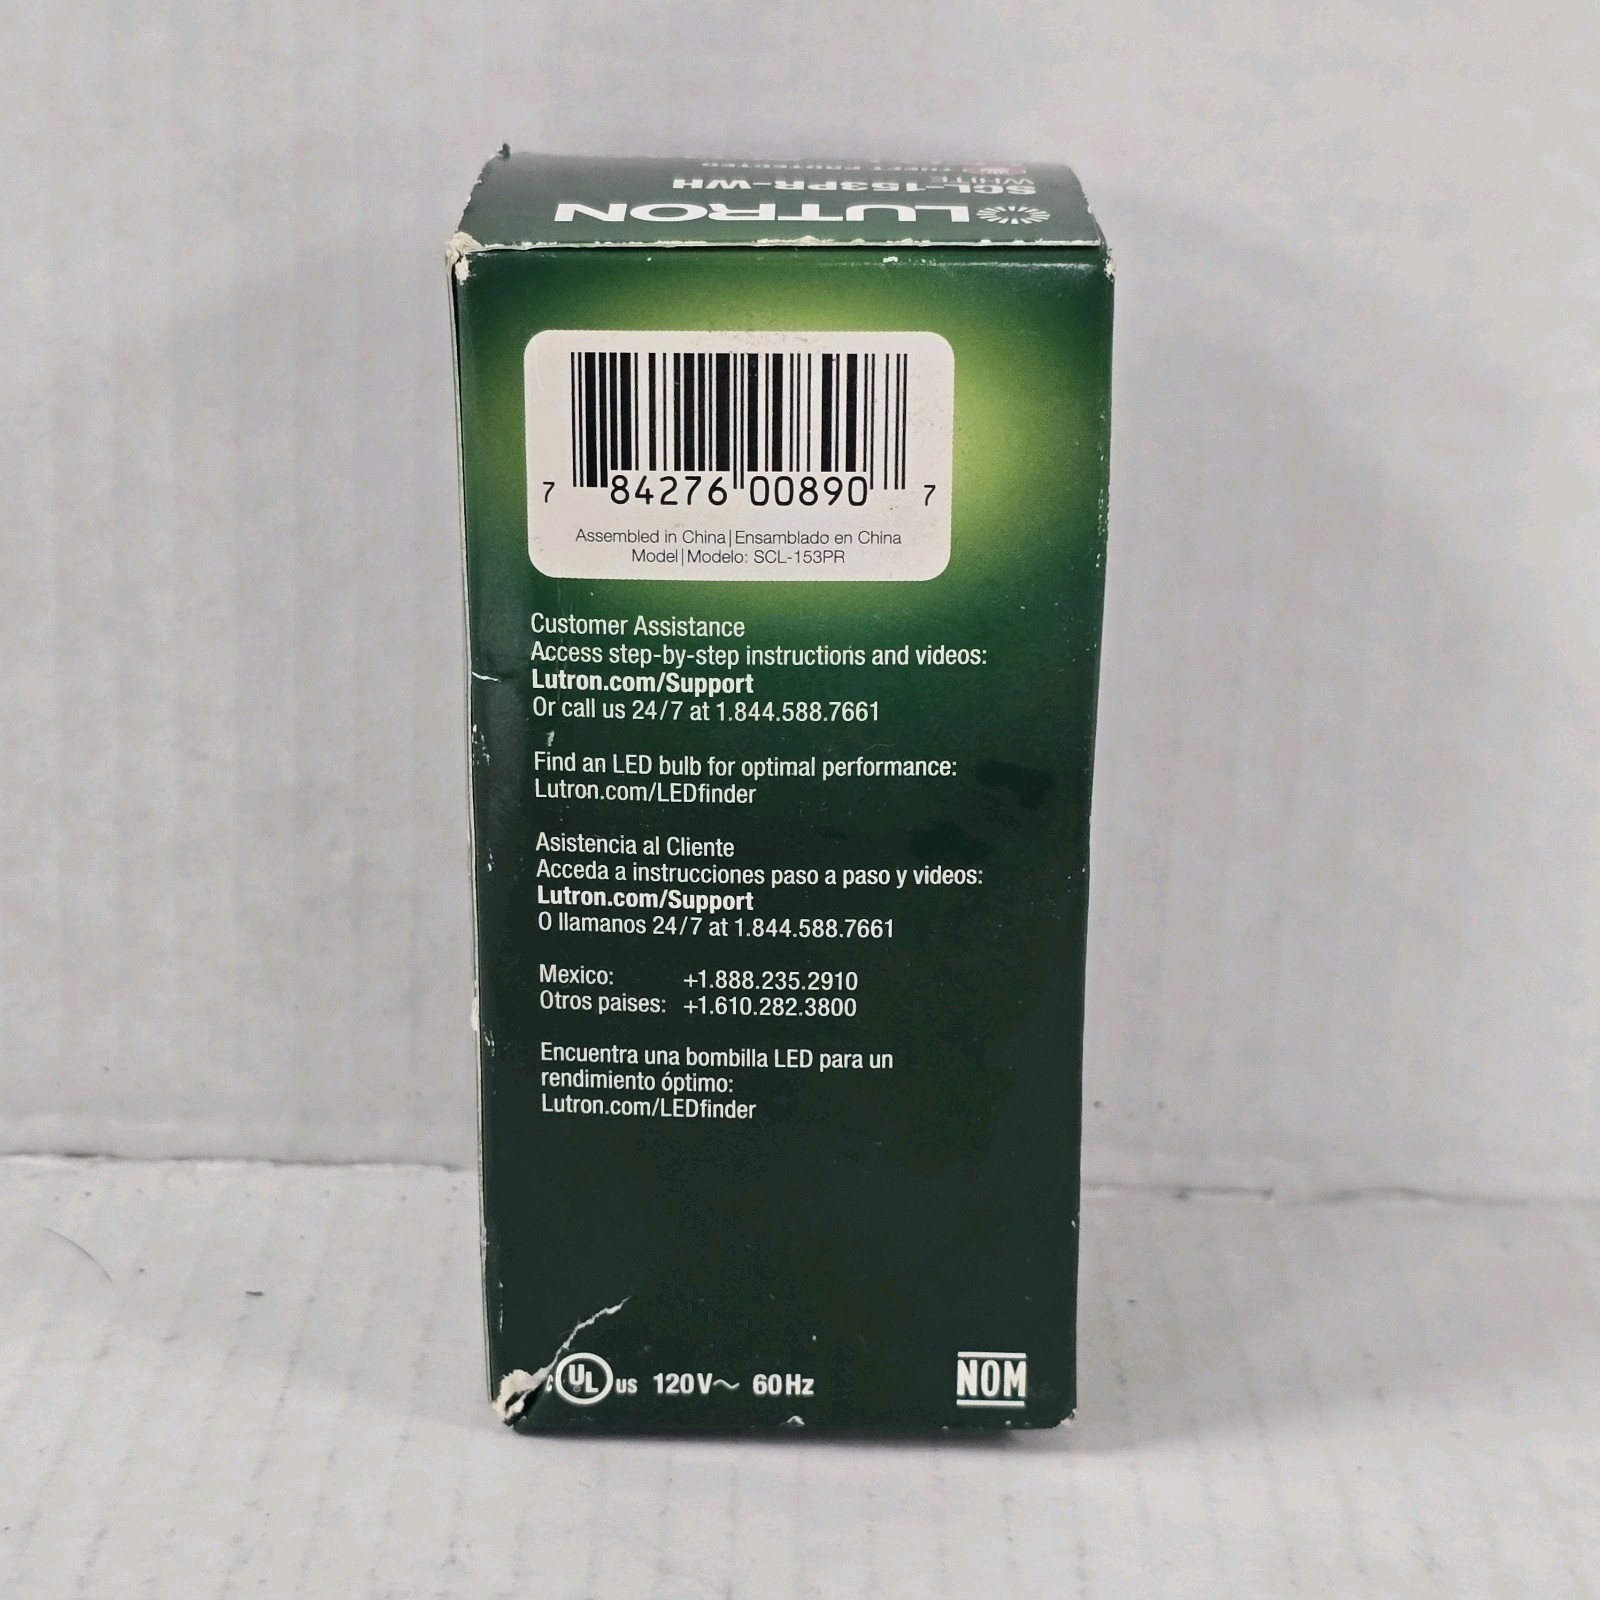 THEFT PROTECTED
WHITE
SCL-153PR-WH
LUTRON
7 84276 00890 7
Assembled in China | Ensamblado en China
Model | Modelo: SCL-153PR
Customer Assistance
Access step-by-step instructions and videos:
Lutron.com/Support
Or call us 24/7 at 1.844.588.7661
Find an LED bulb for optimal performance:
Lutron.com/LEDfinder
Asistencia al Cliente
Acceda a instrucciones paso a paso y videos:
Lutron.com/Support
O llamanos 24/7 at 1.844.588.7661
Mexico: +1.888.235.2910
Otros paises: +1.610.282.3800
Encuentra una bombilla LED para un
rendimiento óptimo:
Lutron.com/LEDfinder
c UL us 120V~ 60Hz
NOM